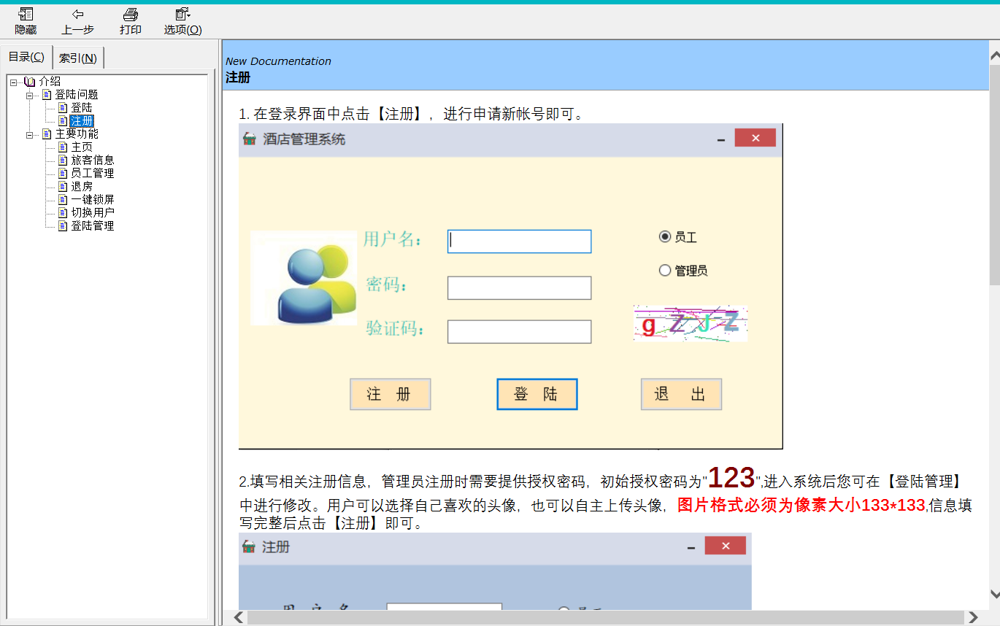 隐藏 上一步 打印 选项(O)
目录(C) 索引(N)
介绍
登陆问题
登陆
注册
主要功能
主页
旅客信息
员工管理
退房
一键锁屏
切换用户
登陆管理
New Documentation
注册
1. 在登录界面中点击【注册】，进行申请新帐号即可。
酒店管理系统
用户名：
员工
密码：
管理员
验证码：
g Z J Z
注 册 登 陆 退 出
2.填写相关注册信息，管理员注册时需要提供授权密码，初始授权密码为"123",进入系统后您可在【登陆管理】
中进行修改。用户可以选择自己喜欢的头像，也可以自主上传头像，图片格式必须为像素大小133*133,信息填
写完整后点击【注册】即可。
注册